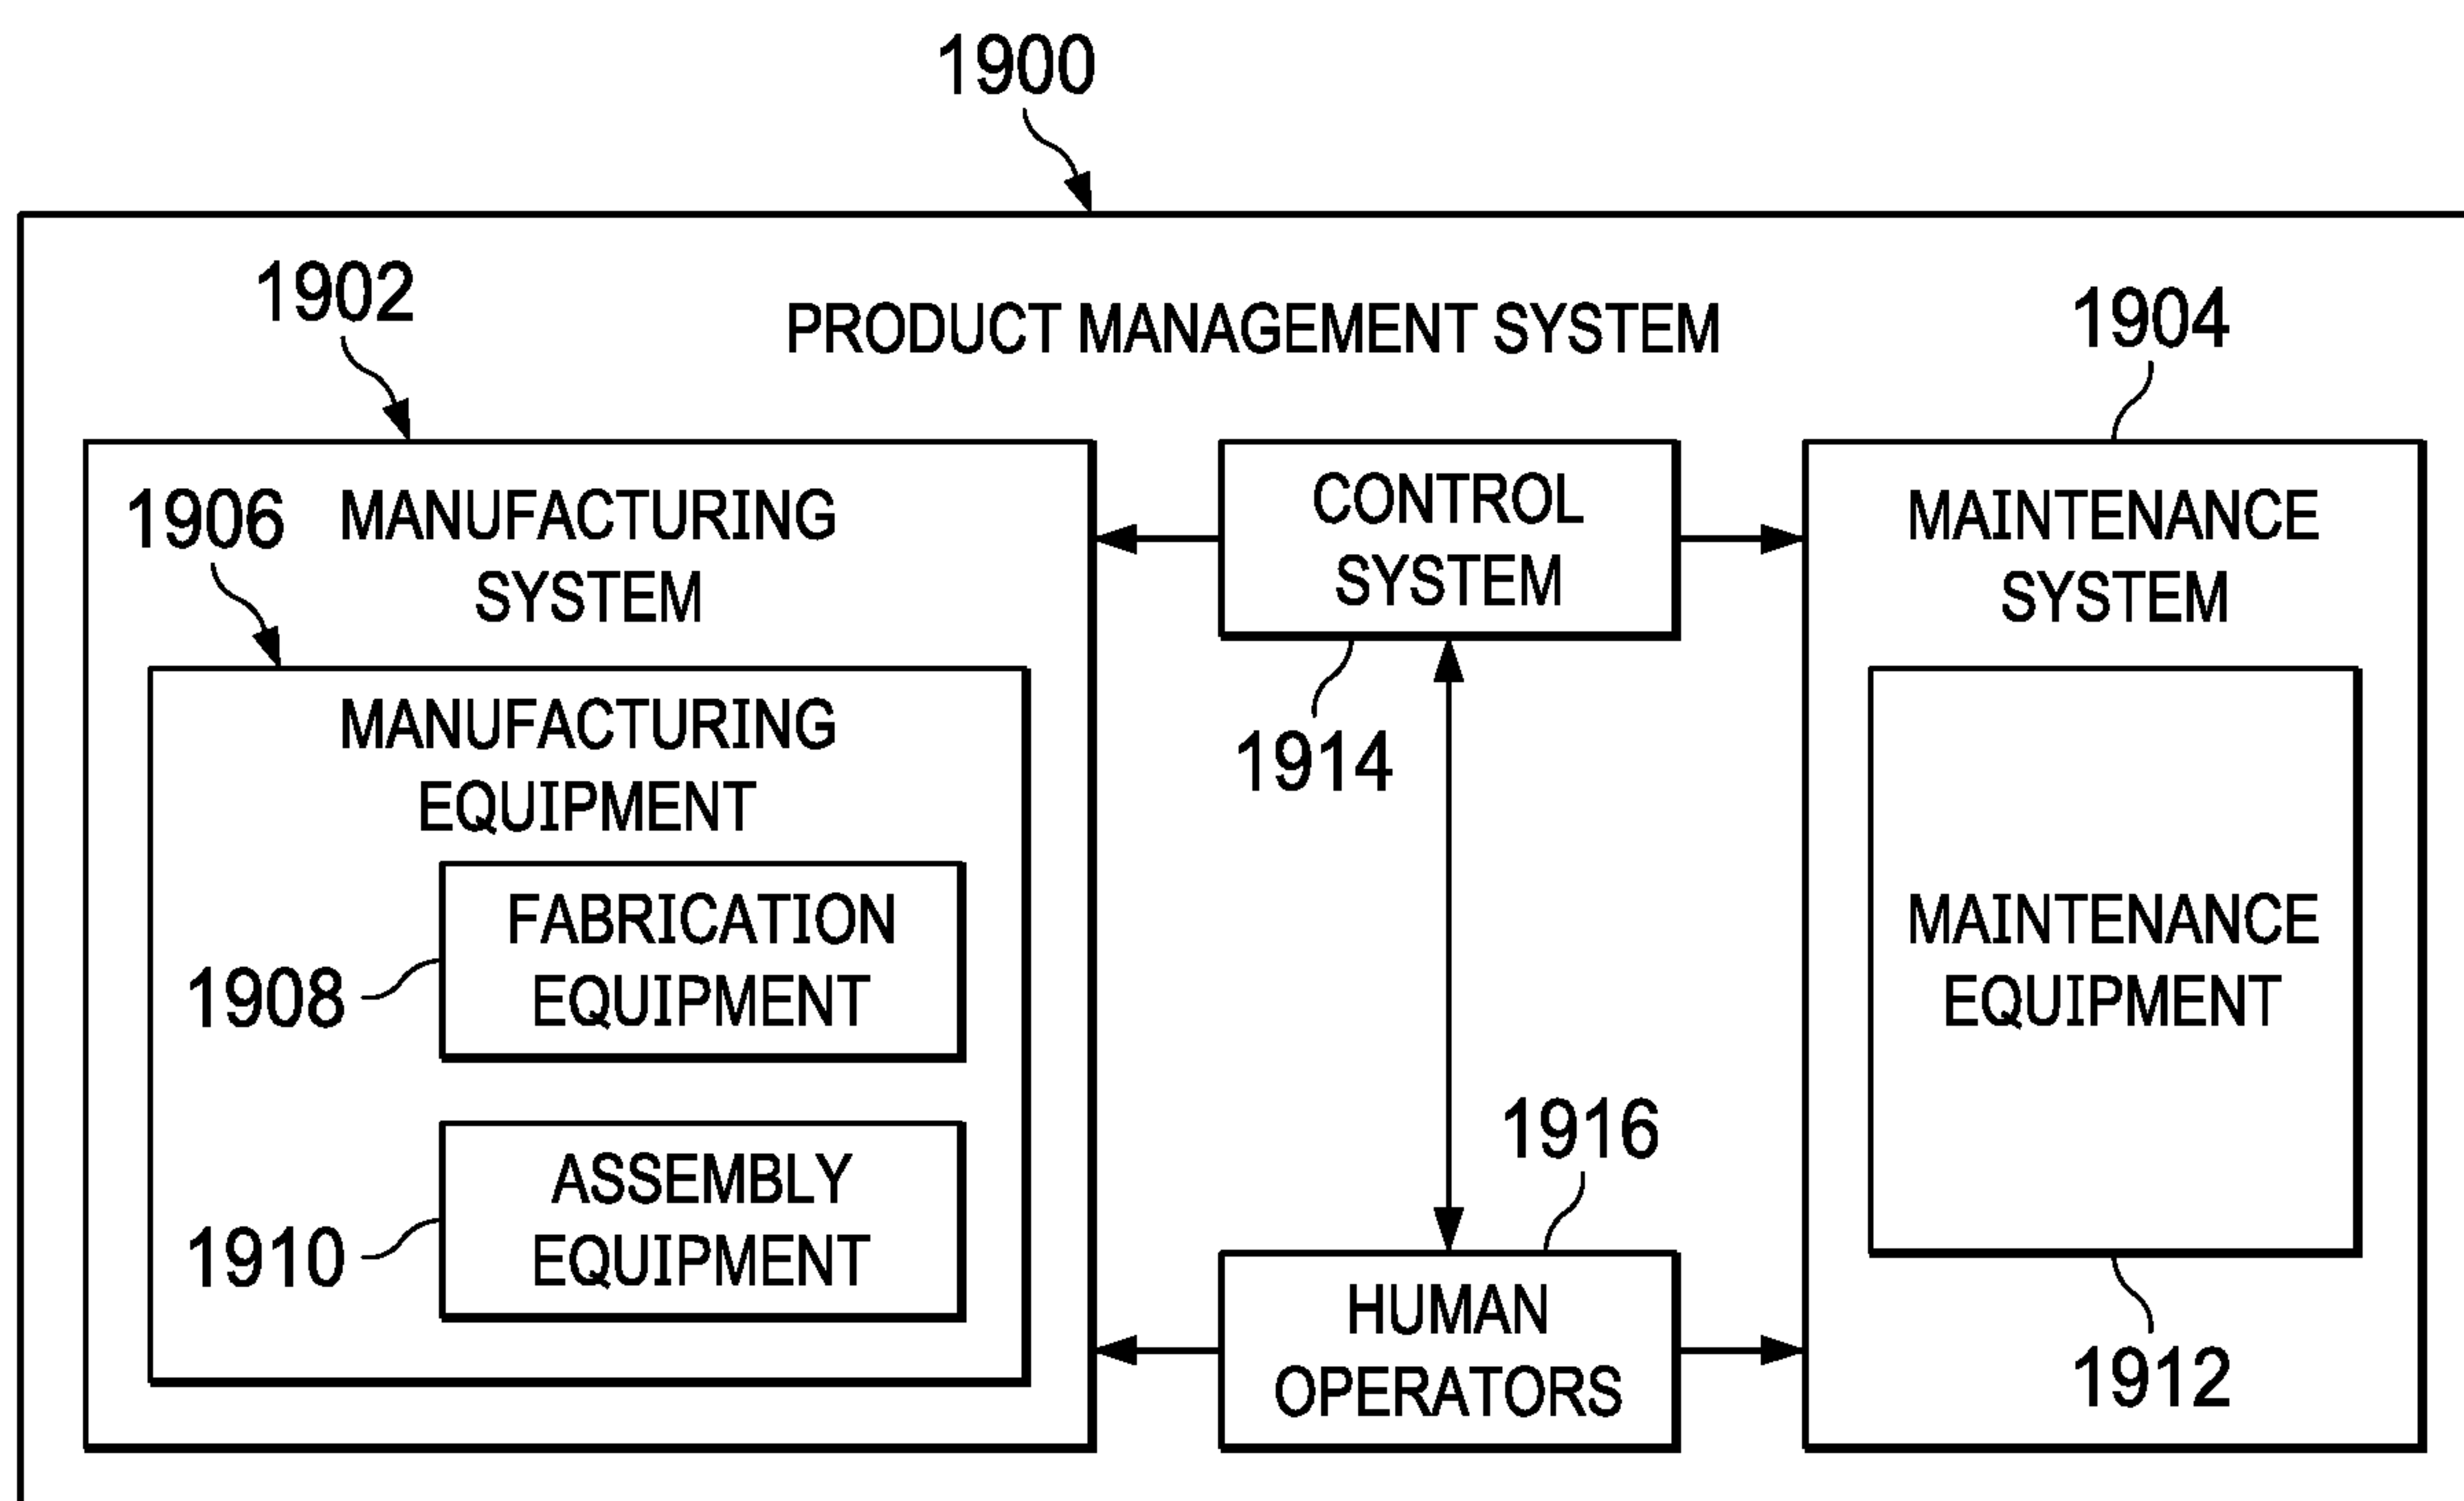 1900
1902
PRODUCT MANAGEMENT SYSTEM
1904
1906
MANUFACTURING
SYSTEM
CONTROL
SYSTEM
MAINTENANCE
SYSTEM
MANUFACTURING
EQUIPMENT
1914
FABRICATION
EQUIPMENT
1908
MAINTENANCE
EQUIPMENT
ASSEMBLY
EQUIPMENT
1910
1916
HUMAN
OPERATORS
1912